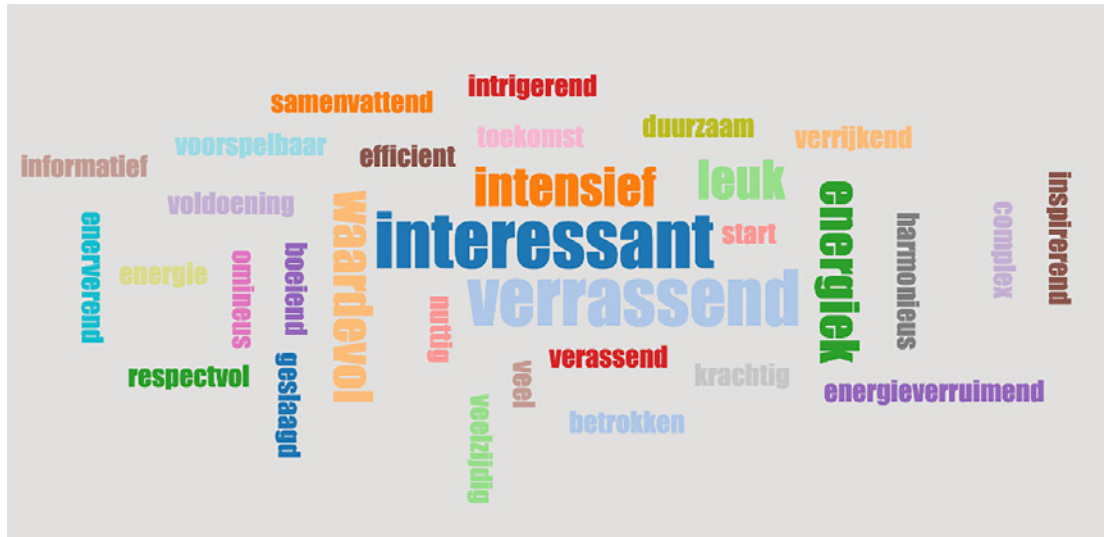 intrigerend
samenvattend
duurzaam
toekomst
verrijkend
voorspelbaar
efficient
informatief
intensief
leuk
voldoening
waardevol
interessant
start
energiek
harmonieus
complex
inspirerend
enerverend
energie
omineus
boeiend
verrassend
nuttig
verassend
veel
krachtig
respectvol
geslaagd
energieverruimend
betrokken
veelzijdig